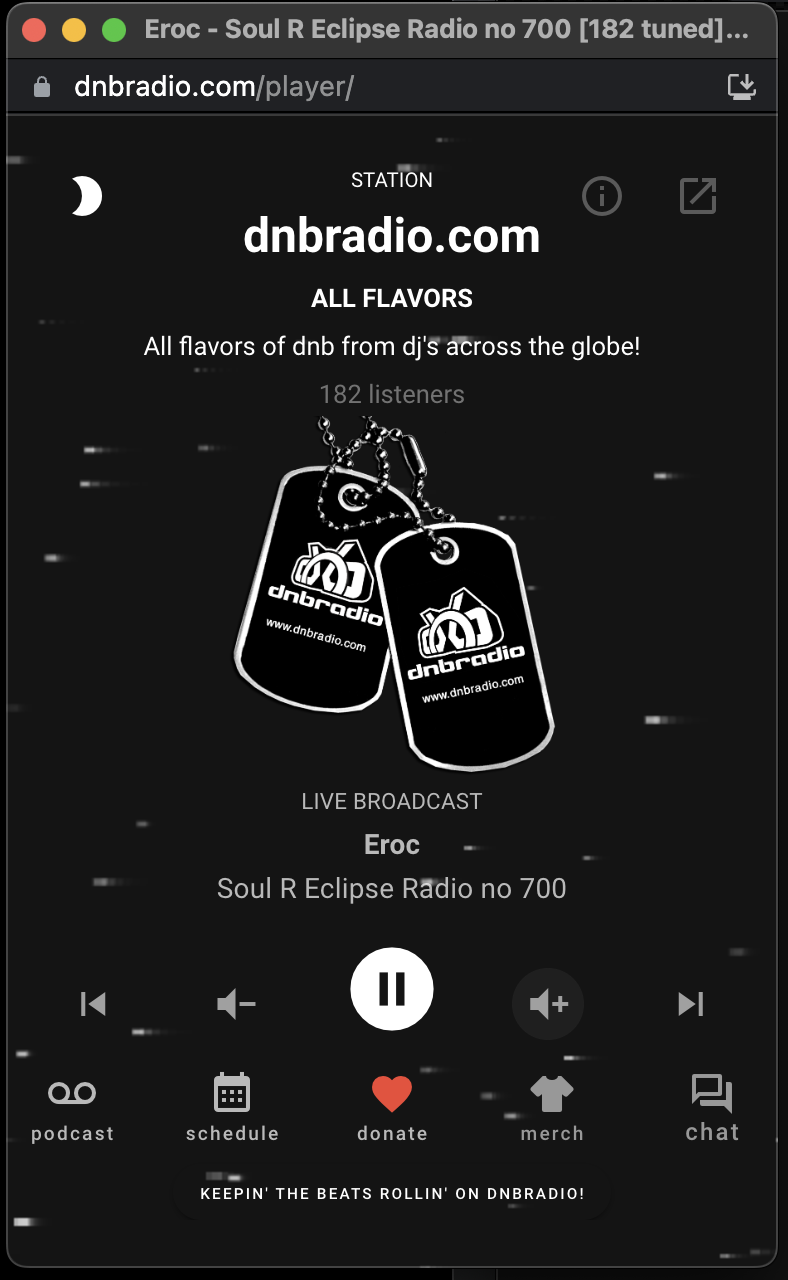 Eroc - Soul R Eclipse Radio no 700 [182 tuned]...
dnbradio.com/player/
STATION
dnbradio.com
ALL FLAVORS
All flavors of dnb from dj's across the globe!
182 listeners
dnbradio
www.dnbradio.com
dnbradio
www.dnbradio.com
LIVE BROADCAST
Eroc
Soul R Eclipse Radio no 700
podcast
schedule
donate
merch
chat
KEEPIN' THE BEATS ROLLIN' ON DNBRADIO!